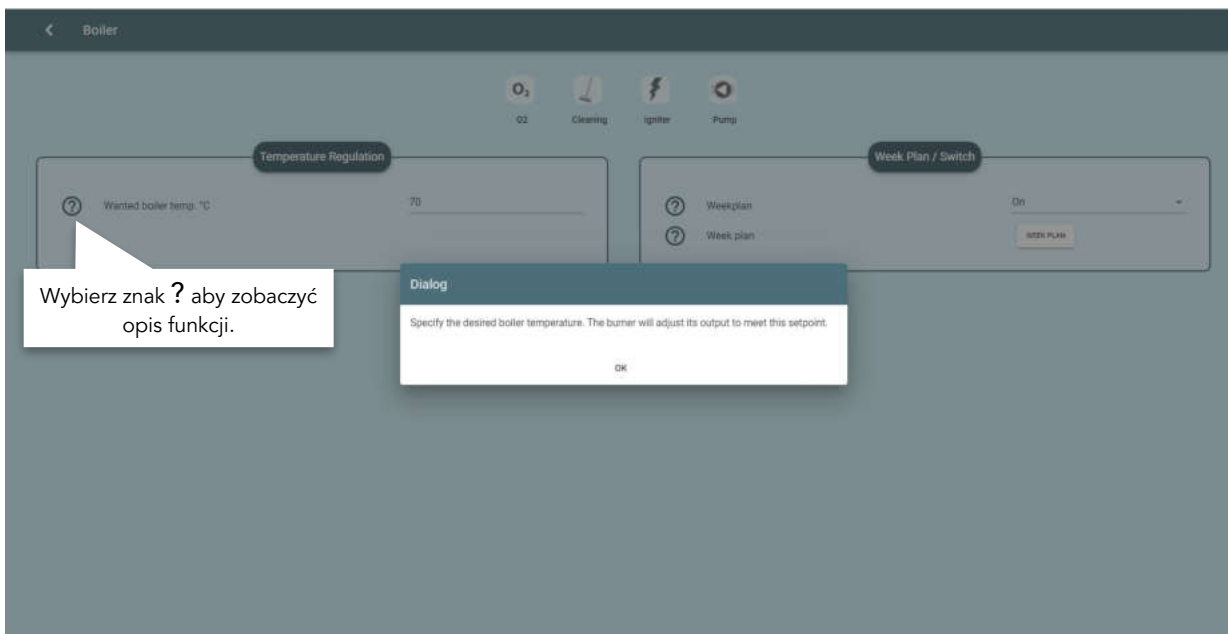 Boiler
O₂
O2
Cleaning
Igniter
Pump
Temperature Regulation
Week Plan / Switch
Wanted boiler temp. °C
70
Weekplan
On
Week plan
WEEK PLAN
Wybierz znak ? aby zobaczyć
opis funkcji.
Dialog
Specify the desired boiler temperature. The burner will adjust its output to meet this setpoint.
OK